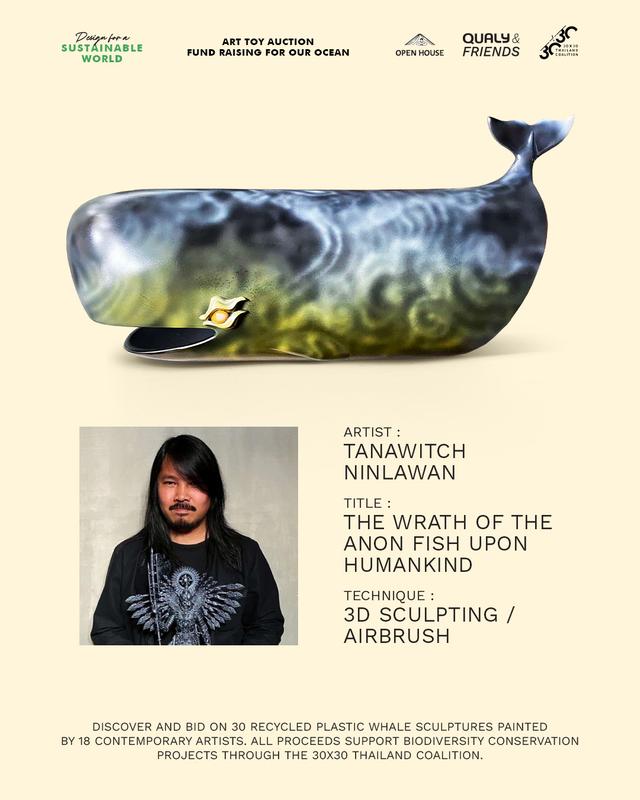 Design for a
SUSTAINABLE
WORLD
ART TOY AUCTION
FUND RAISING FOR OUR OCEAN
OPEN HOUSE
QUALY &
FRIENDS
30X30
THAILAND
COALITION
ARTIST :
TANAWITCH
NINLAWAN
TITLE :
THE WRATH OF THE
ANON FISH UPON
HUMANKIND
TECHNIQUE :
3D SCULPTING /
AIRBRUSH
DISCOVER AND BID ON 30 RECYCLED PLASTIC WHALE SCULPTURES PAINTED
BY 18 CONTEMPORARY ARTISTS. ALL PROCEEDS SUPPORT BIODIVERSITY CONSERVATION
PROJECTS THROUGH THE 30X30 THAILAND COALITION.